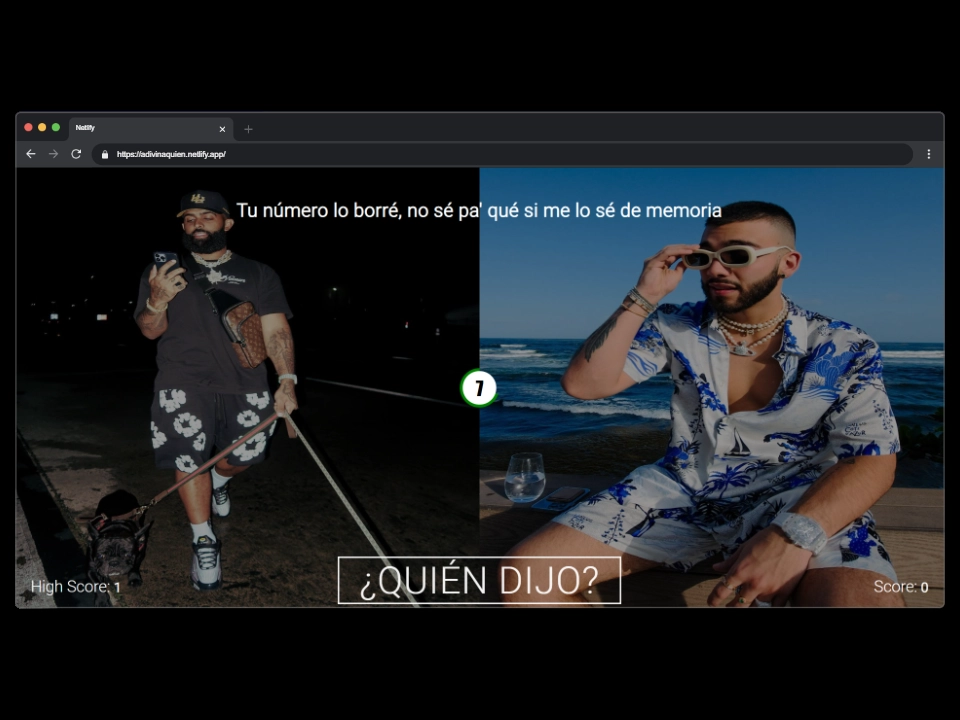 Netlify
https://adivinaquien.netlify.app/
Tu número lo borré, no sé pa' qué si me lo sé de memoria
7
High Score: 1
¿QUIÉN DIJO?
Score: 0